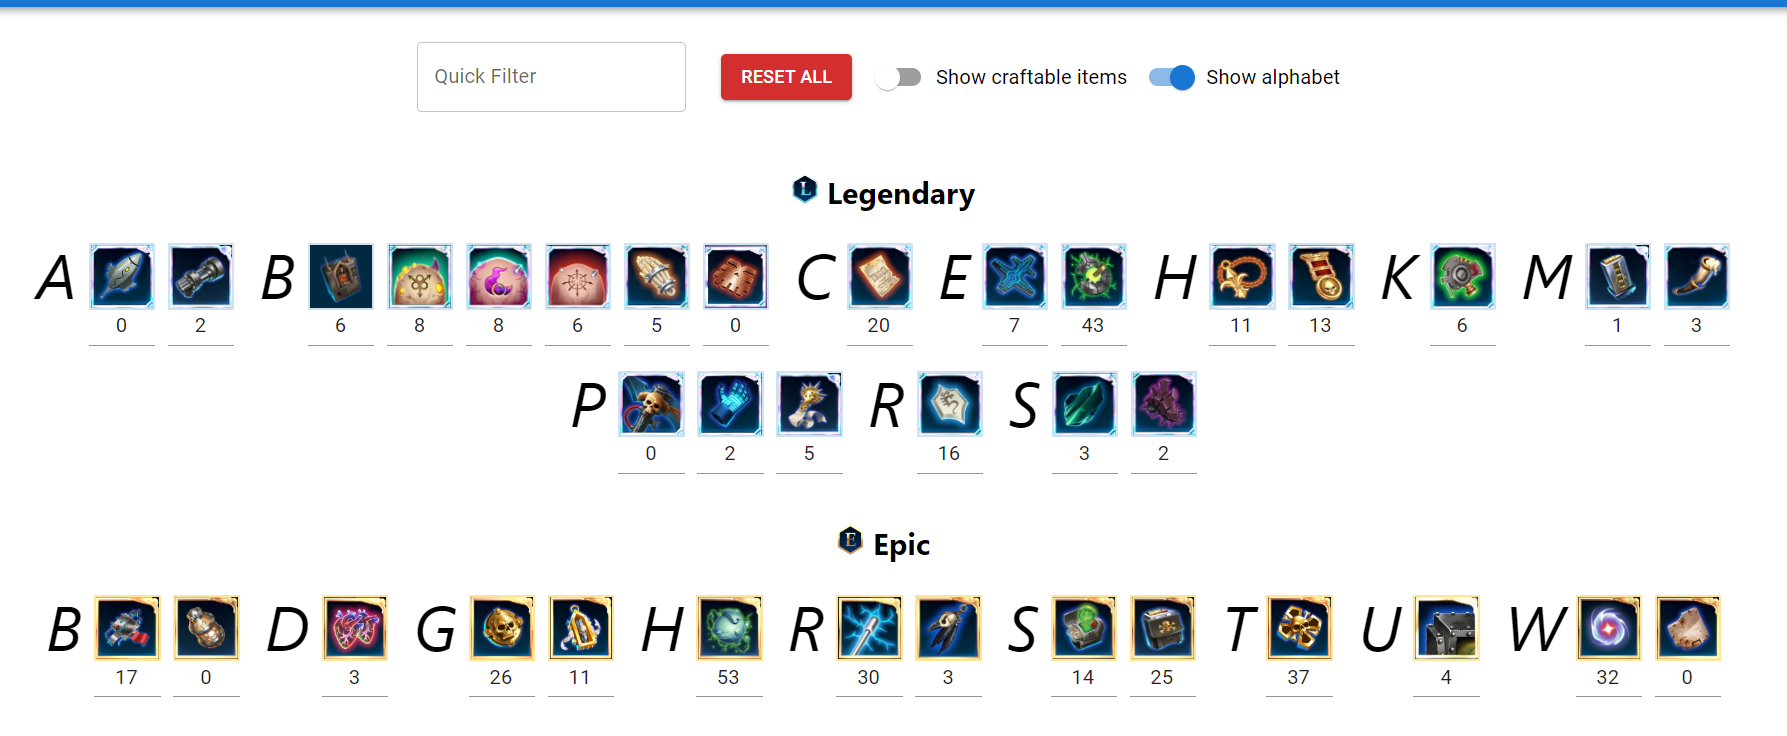 Quick Filter RESET ALL Show craftable items Show alphabet
L Legendary
A B C E H K M
0 2 6 8 8 6 5 0 20 7 43 11 13 6 1 3
P R S
0 2 5 16 3 2
E Epic
B D G H R S T U W
17 0 3 26 11 53 30 3 14 25 37 4 32 0